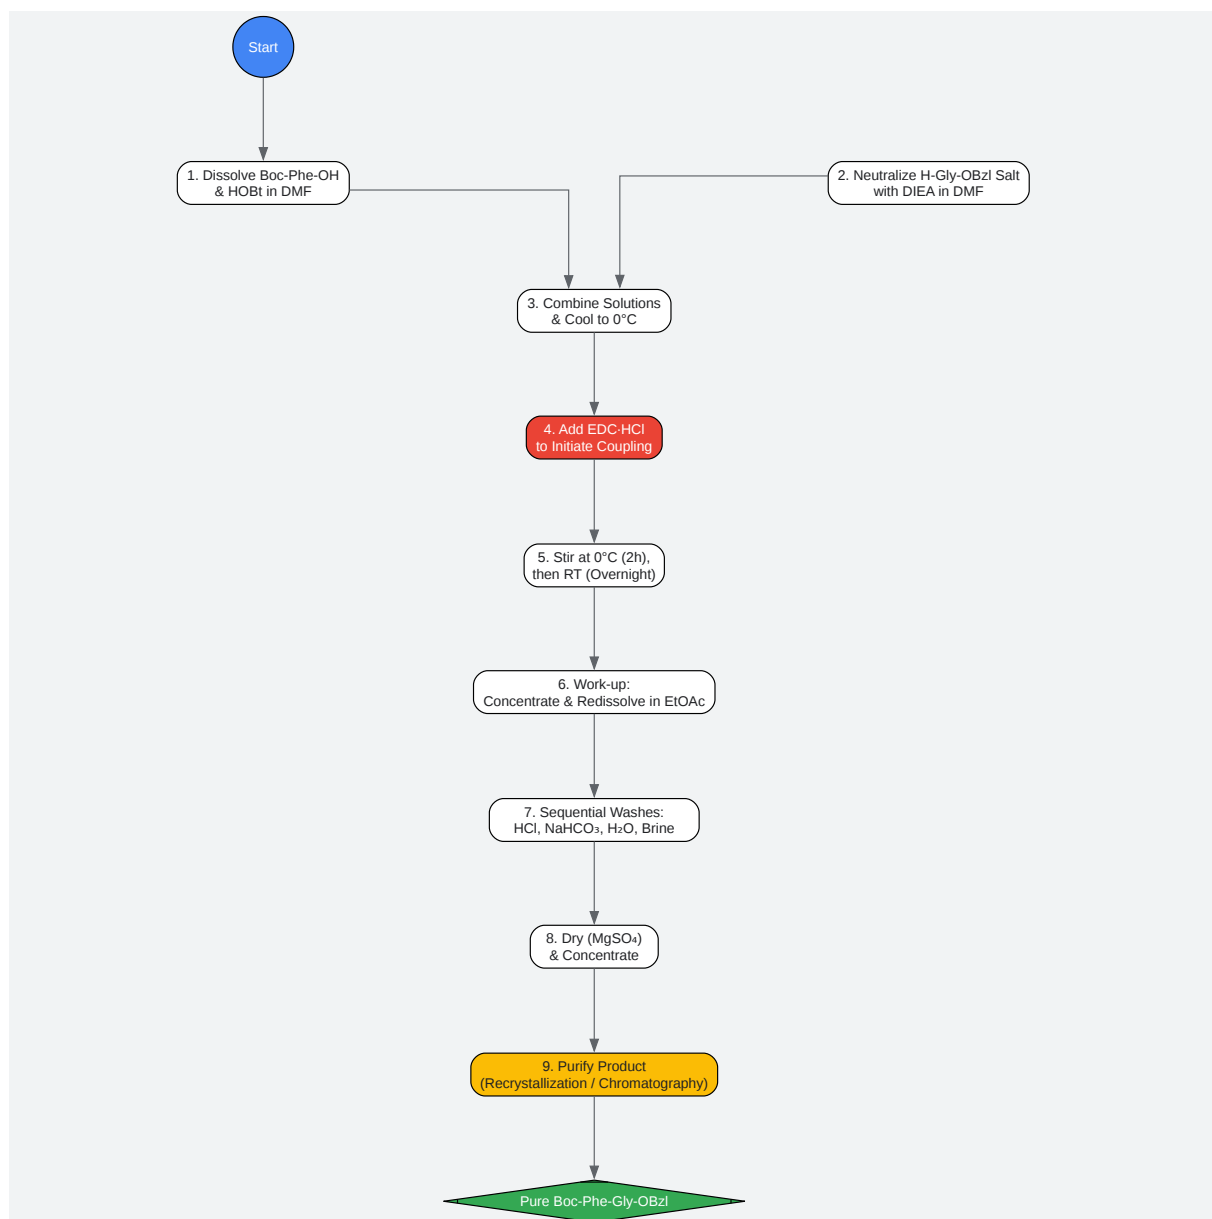 Start
1. Dissolve Boc-Phe-OH
& HOBt in DMF
2. Neutralize H-Gly-OBzl Salt
with DIEA in DMF
3. Combine Solutions
& Cool to 0°C
4. Add EDC·HCl
to Initiate Coupling
5. Stir at 0°C (2h),
then RT (Overnight)
6. Work-up:
Concentrate & Redissolve in EtOAc
7. Sequential Washes:
HCl, NaHCO₃, H₂O, Brine
8. Dry (MgSO₄)
& Concentrate
9. Purify Product
(Recrystallization / Chromatography)
Pure Boc-Phe-Gly-OBzl